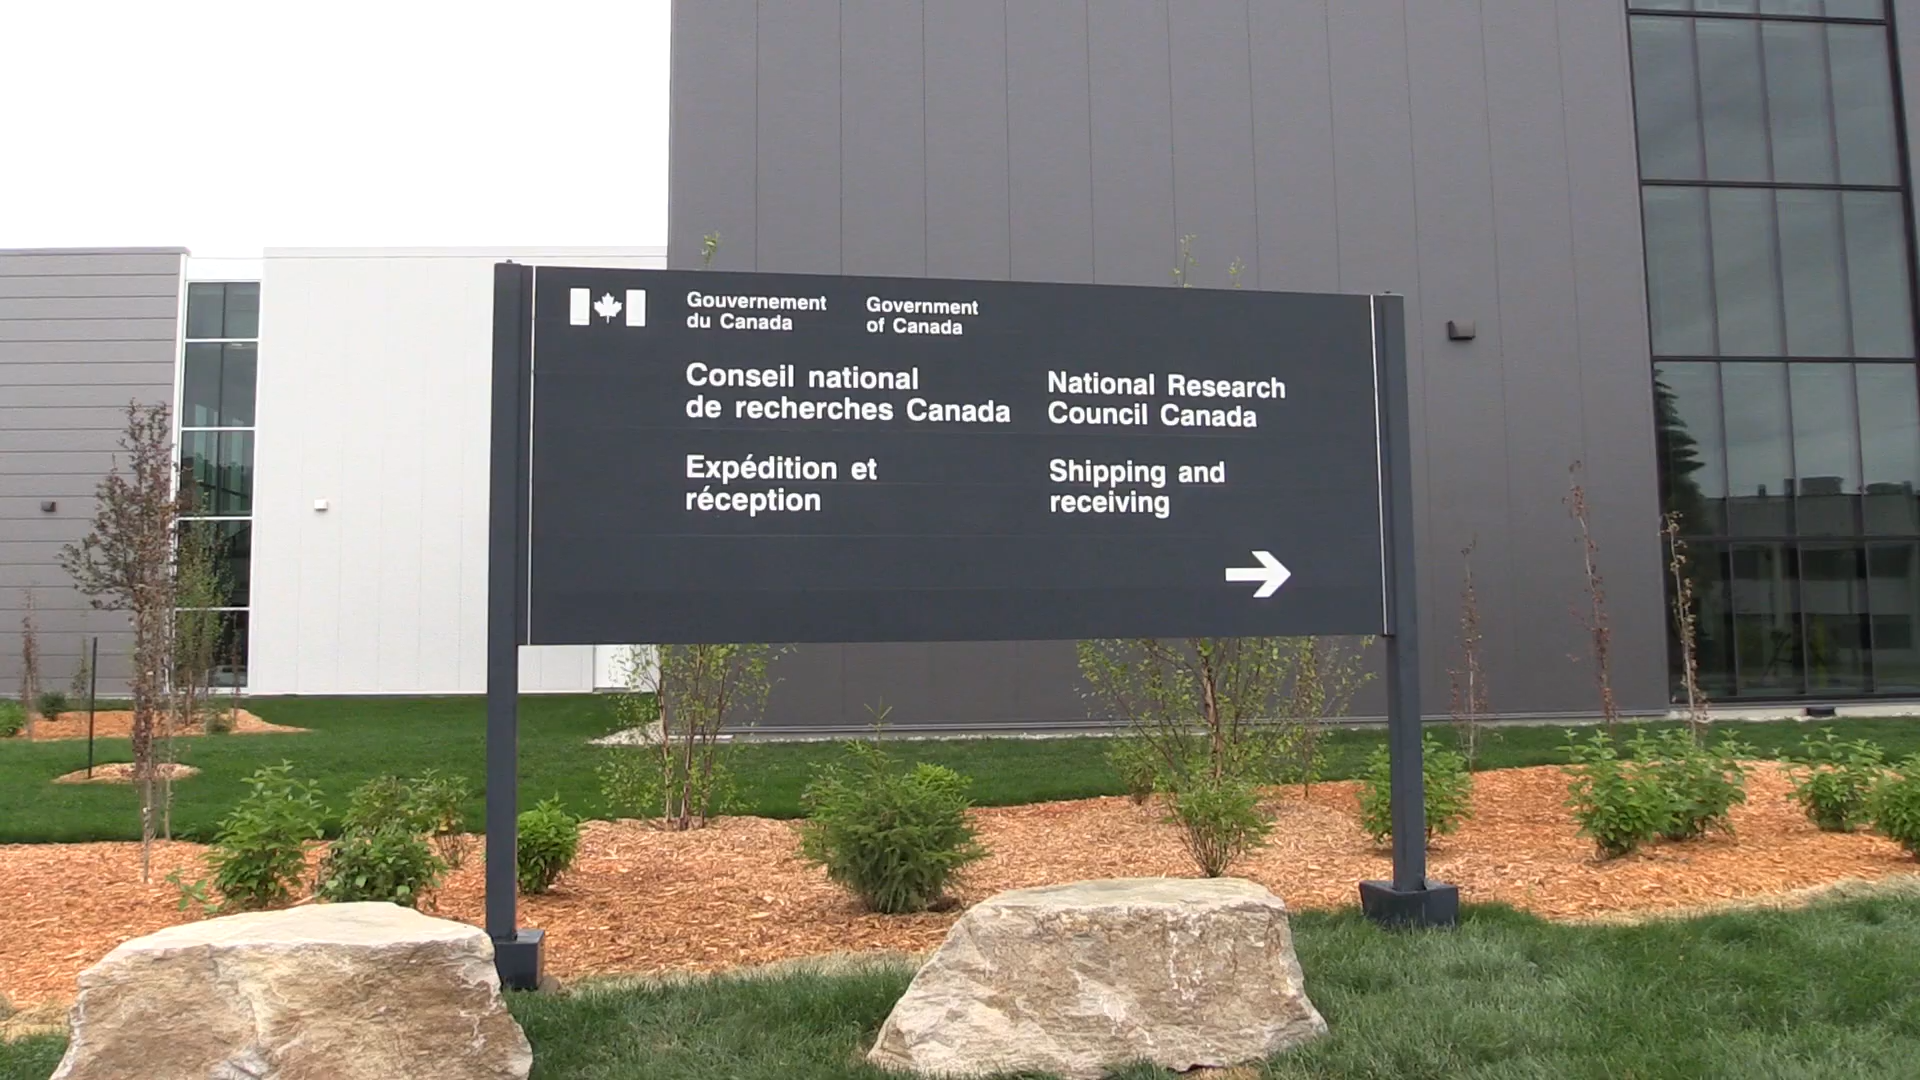 Gouvernement
du Canada
Government
of Canada
Conseil national
de recherches Canada
National Research
Council Canada
Expédition et
réception
Shipping and
receiving